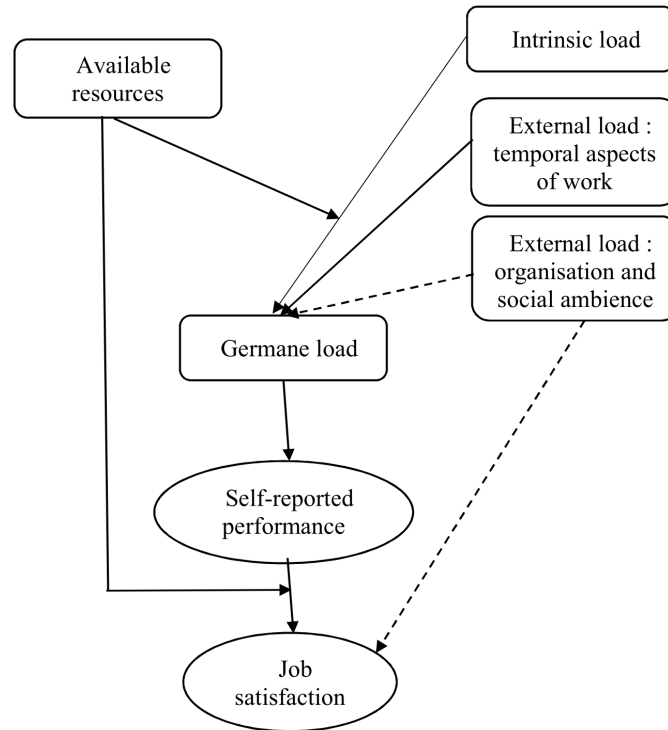 Available
resources
Intrinsic load
External load :
temporal aspects
of work
External load :
organisation and
social ambience
Germane load
Self-reported
performance
Job
satisfaction